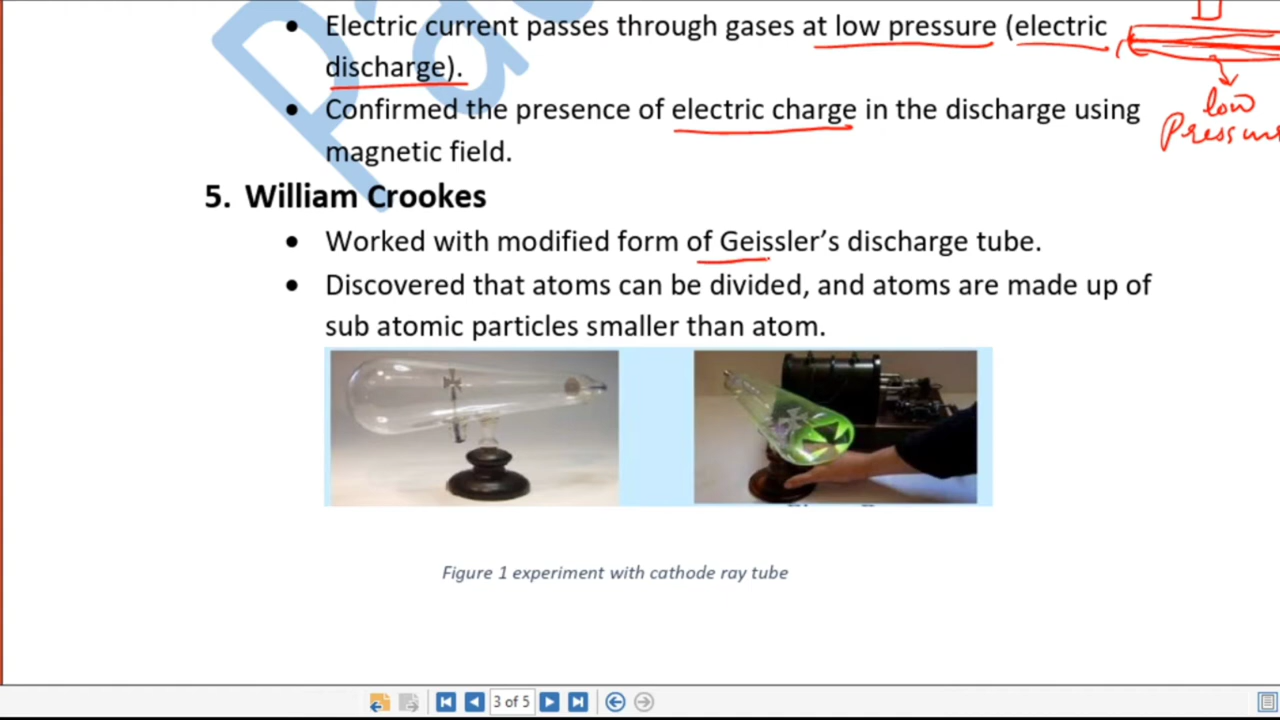 • Electric current passes through gases at low pressure (electric
discharge).
low
Pressur
• Confirmed the presence of electric charge in the discharge using
magnetic field.
5. William Crookes
• Worked with modified form of Geissler’s discharge tube.
• Discovered that atoms can be divided, and atoms are made up of
sub atomic particles smaller than atom.
Figure 1 experiment with cathode ray tube
3 of 5